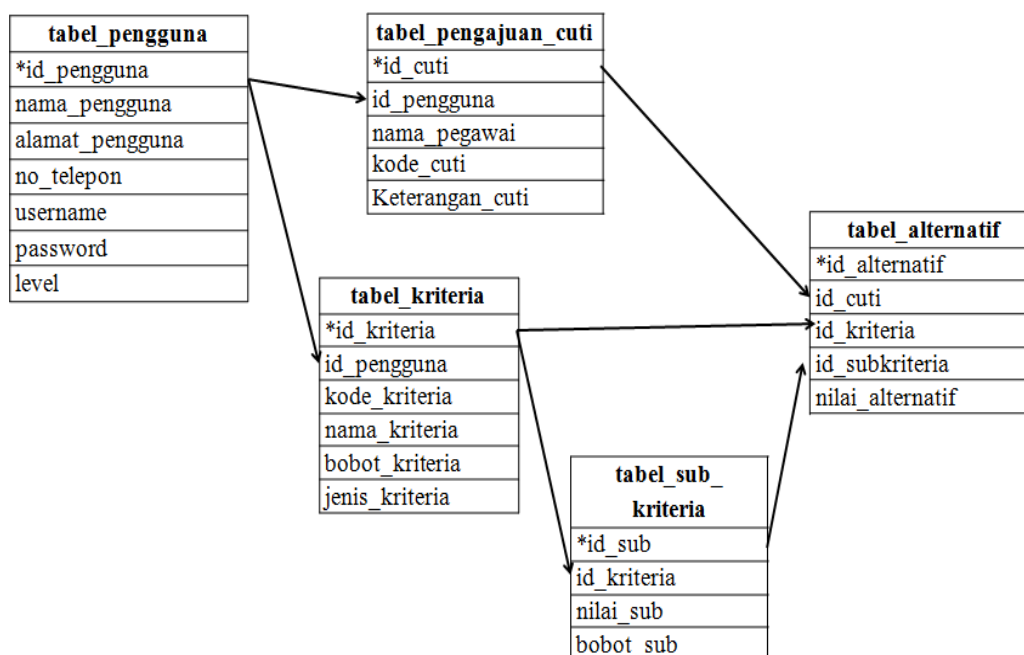 tabel_pengguna
*id_pengguna
nama_pengguna
alamat_pengguna
no_telepon
username
password
level
tabel_pengajuan_cuti
*id_cuti
id_pengguna
nama_pegawai
kode_cuti
Keterangan_cuti
tabel_kriteria
*id_kriteria
id_pengguna
kode_kriteria
nama_kriteria
bobot_kriteria
jenis_kriteria
tabel_sub_
kriteria
*id_sub
id_kriteria
nilai_sub
bobot_sub
tabel_alternatif
*id_alternatif
id_cuti
id_kriteria
id_subkriteria
nilai_alternatif